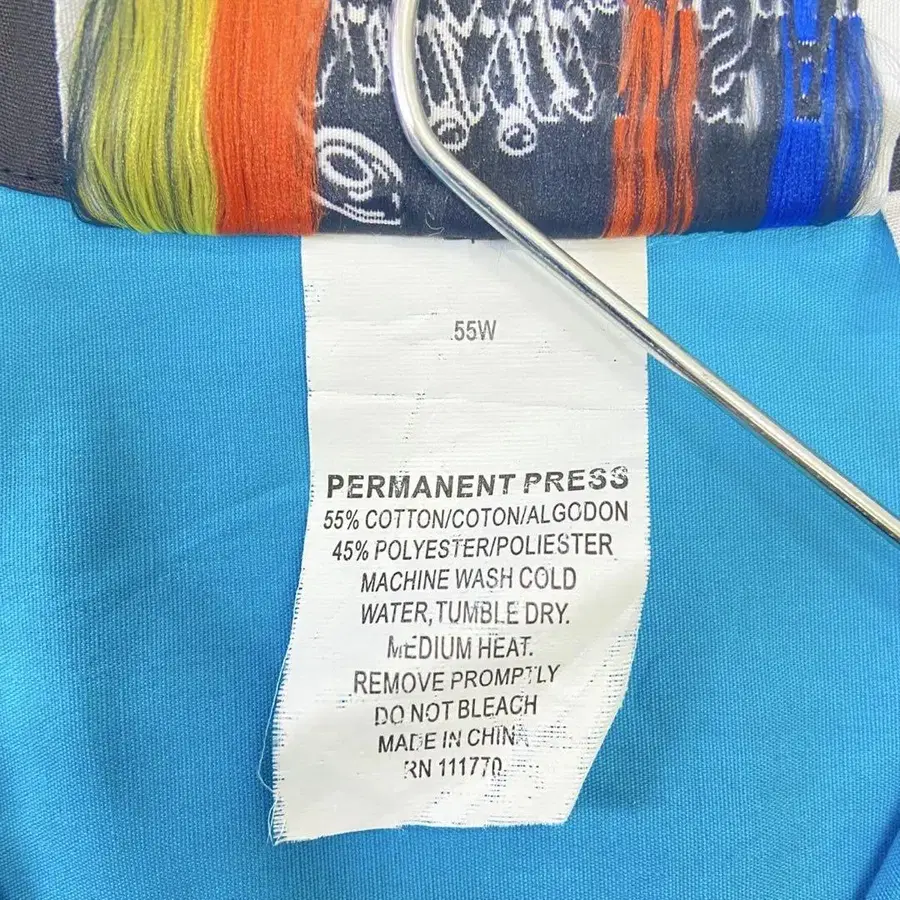 55W
PERMANENT PRESS
55% COTTON/COTON/ALGODON
45% POLYESTER/POLIESTER
MACHINE WASH COLD
WATER,TUMBLE DRY.
MEDIUM HEAT.
REMOVE PROMPTLY
DO NOT BLEACH
MADE IN CHINA
RN 111770